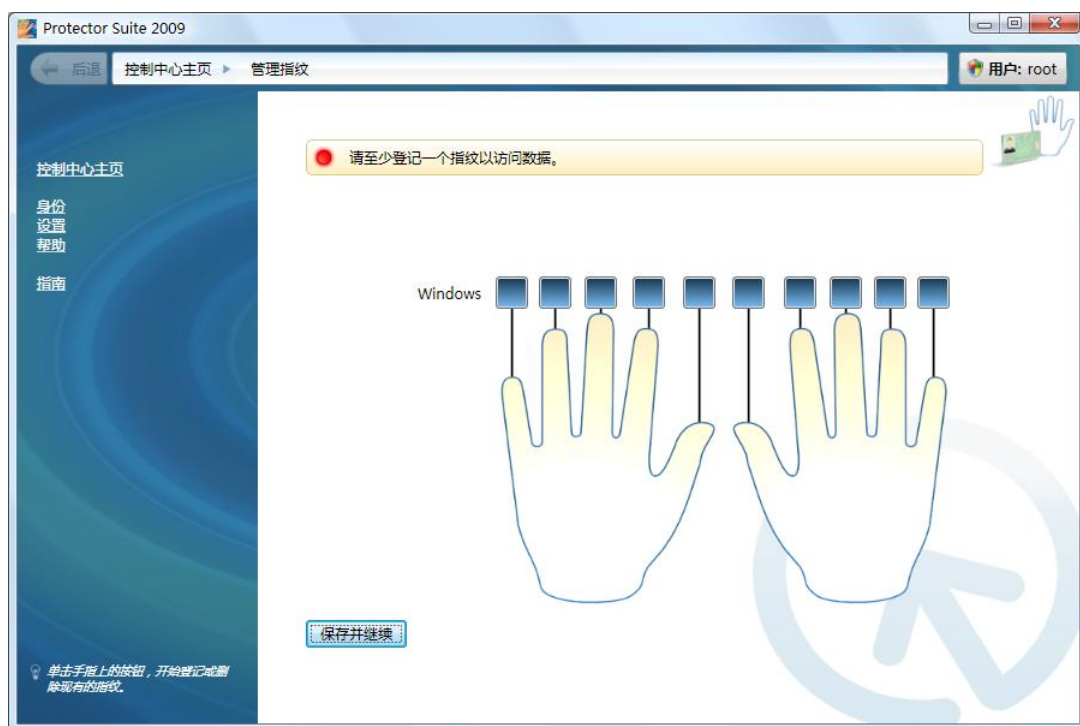 Protector Suite 2009
后退
控制中心主页 ▶ 管理指纹
用户: root
请至少登记一个指纹以访问数据。
控制中心主页
身份
设置
帮助
指南
Windows
保存并继续
单击手指上的按钮，开始登记或删
除现有的指纹。